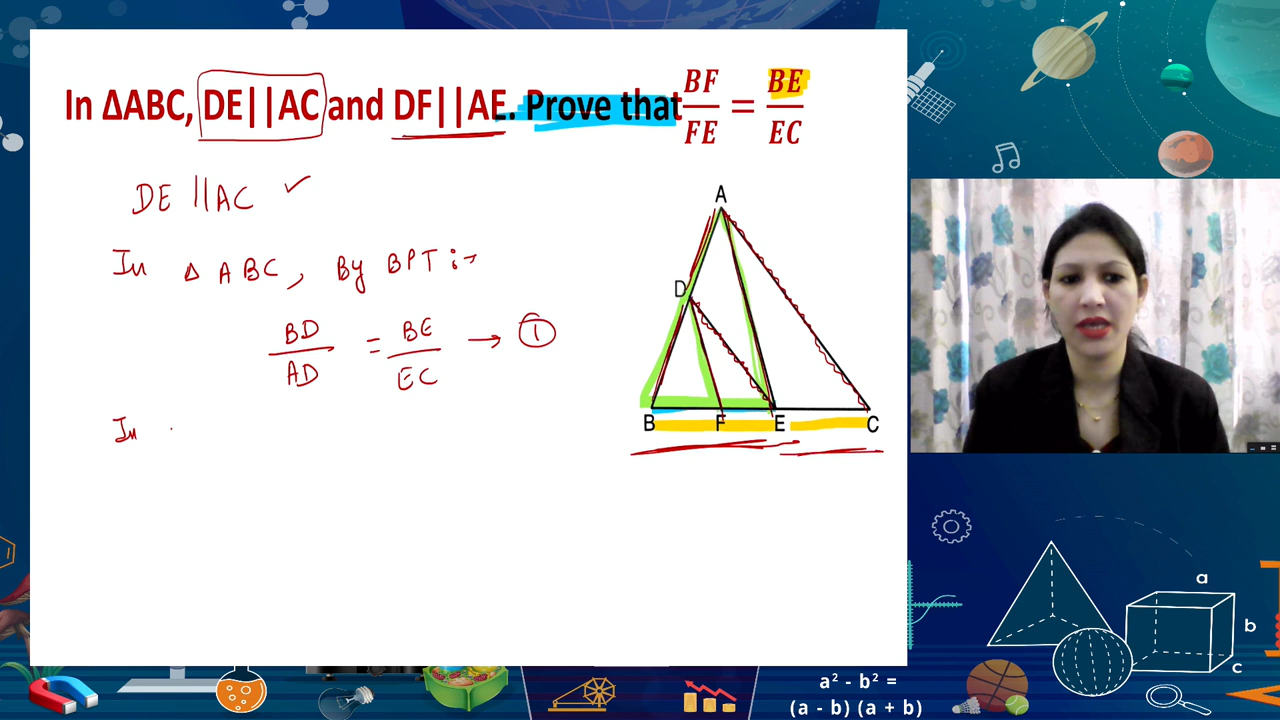 In ΔABC, DE||AC and DF||AE. Prove that BF/FE = BE/EC
DE ||AC ✓
In Δ ABC, By BPT :-
BD/AD = BE/EC → ①
In
A
D
B F E C
a
b
c
a² - b² =
(a - b) (a + b)